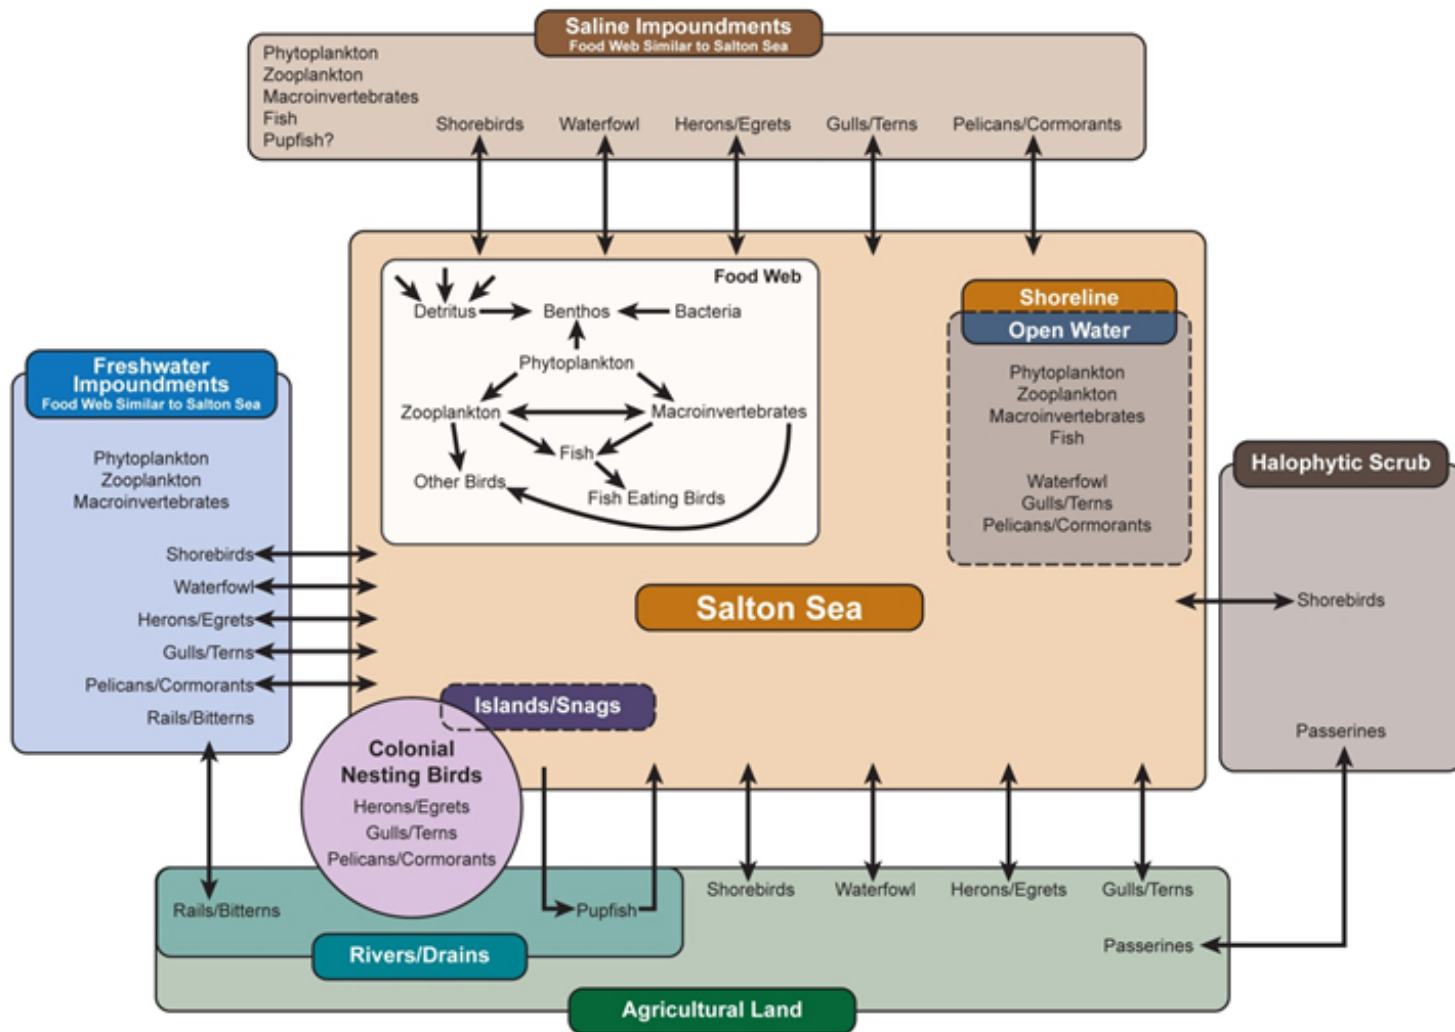 Saline Impoundments
Food Web Similar to Salton Sea
Phytoplankton
Zooplankton
Macroinvertebrates
Fish
Pupfish?
Shorebirds
Waterfowl
Herons/Egrets
Gulls/Terns
Pelicans/Cormorants
Food Web
Detritus
Benthos
Bacteria
Phytoplankton
Zooplankton
Macroinvertebrates
Fish
Other Birds
Fish Eating Birds
Shoreline
Open Water
Phytoplankton
Zooplankton
Macroinvertebrates
Fish
Waterfowl
Gulls/Terns
Pelicans/Cormorants
Freshwater
Impoundments
Food Web Similar to Salton Sea
Phytoplankton
Zooplankton
Macroinvertebrates
Shorebirds
Waterfowl
Herons/Egrets
Gulls/Terns
Pelicans/Cormorants
Rails/Bitterns
Halophytic Scrub
Shorebirds
Passerines
Salton Sea
Islands/Snags
Colonial
Nesting Birds
Herons/Egrets
Gulls/Terns
Pelicans/Cormorants
Rails/Bitterns
Pupfish
Rivers/Drains
Shorebirds
Waterfowl
Herons/Egrets
Gulls/Terns
Passerines
Agricultural Land